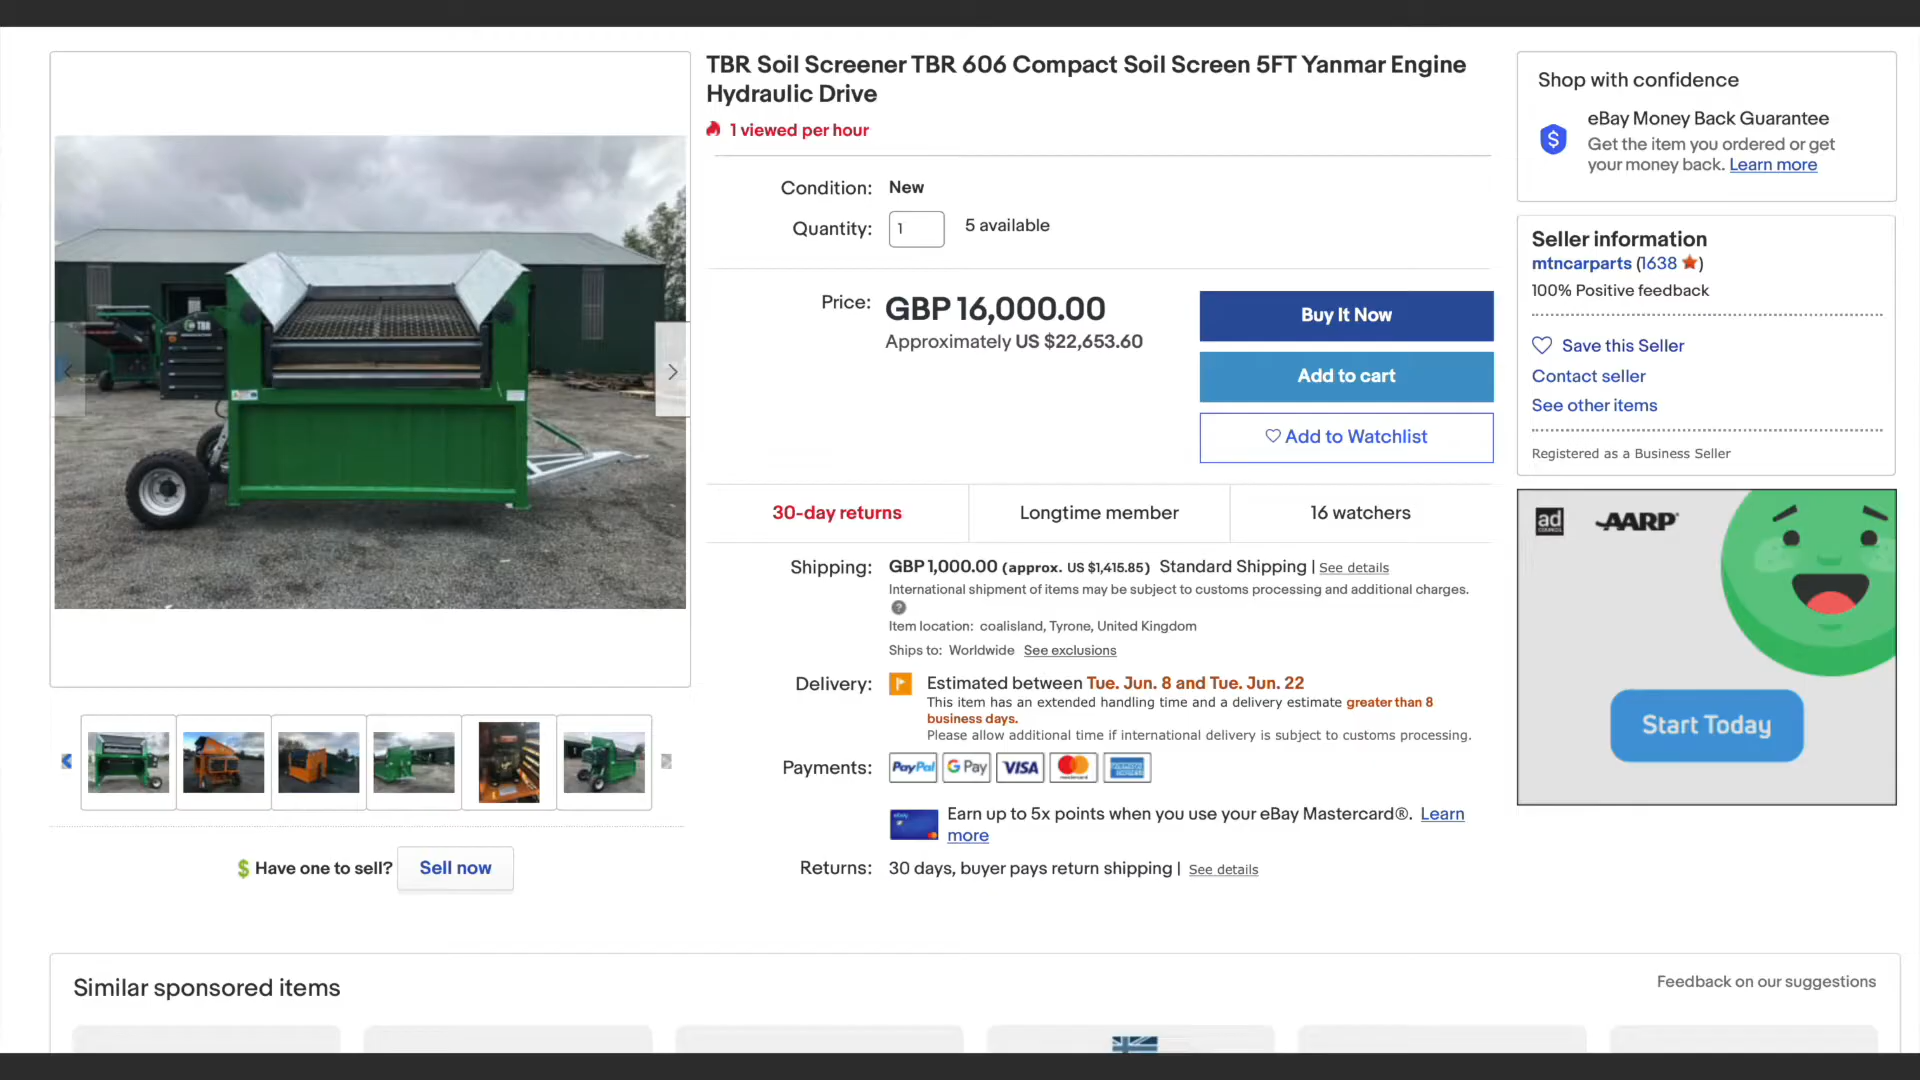 TBR Soil Screener TBR 606 Compact Soil Screen 5FT Yanmar Engine
Hydraulic Drive
1 viewed per hour
Condition: New
Quantity: 1 5 available
Price: GBP 16,000.00
Approximately US $22,653.60
Buy It Now
Add to cart
Add to Watchlist
30-day returns
Longtime member
16 watchers
Shipping: GBP 1,000.00 (approx. US $1,415.85) Standard Shipping | See details
International shipment of items may be subject to customs processing and additional charges.
?
Item location: coalisland, Tyrone, United Kingdom
Ships to: Worldwide See exclusions
Delivery: Estimated between Tue. Jun. 8 and Tue. Jun. 22
This item has an extended handling time and a delivery estimate greater than 8
business days.
Please allow additional time if international delivery is subject to customs processing.
Payments: PayPal G Pay VISA mastercard
Earn up to 5x points when you use your eBay Mastercard®. Learn
more
Returns: 30 days, buyer pays return shipping | See details
TBR
$ Have one to sell? Sell now
Shop with confidence
$
eBay Money Back Guarantee
Get the item you ordered or get
your money back. Learn more
Seller information
mtncarparts (1638)
100% Positive feedback
Save this Seller
Contact seller
See other items
Registered as a Business Seller
ad COUNCIL AARP
Start Today
Similar sponsored items
Feedback on our suggestions